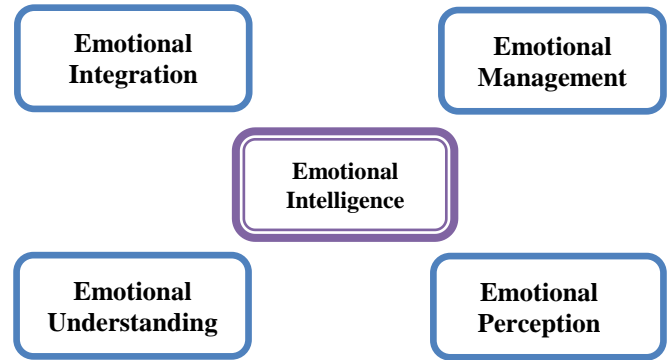 Emotional
Integration
Emotional
Management
Emotional
Intelligence
Emotional
Understanding
Emotional
Perception